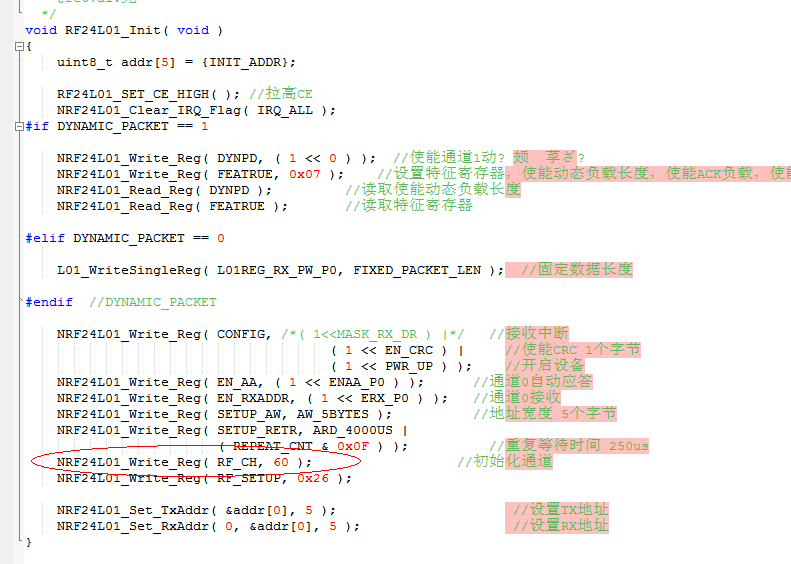 */
void RF24L01_Init( void )
{
uint8_t addr[5] = {INIT_ADDR};
RF24L01_SET_CE_HIGH( ); //拉高CE
NRF24L01_Clear_IRQ_Flag( IRQ_ALL );
#if DYNAMIC_PACKET == 1
NRF24L01_Write_Reg( DYNPD, ( 1 << 0 ) ); //使能通道1动? 颏 莩ざ?
NRF24L01_Write_Reg( FEATRUE, 0x07 ); //设置特征寄存器，使能动态负载长度，使能ACK负载，使能
NRF24L01_Read_Reg( DYNPD ); //读取使能动态负载长度
NRF24L01_Read_Reg( FEATRUE ); //读取特征寄存器
#elif DYNAMIC_PACKET == 0
L01_WriteSingleReg( L01REG_RX_PW_P0, FIXED_PACKET_LEN ); //固定数据长度
#endif //DYNAMIC_PACKET
NRF24L01_Write_Reg( CONFIG, /*( 1<<MASK_RX_DR ) |*/ //接收中断
( 1 << EN_CRC ) | //使能CRC 1个字节
( 1 << PWR_UP ) ); //开启设备
NRF24L01_Write_Reg( EN_AA, ( 1 << ENAA_P0 ) ); //通道0自动应答
NRF24L01_Write_Reg( EN_RXADDR, ( 1 << ERX_P0 ) ); //通道0接收
NRF24L01_Write_Reg( SETUP_AW, AW_5BYTES ); //地址宽度 5个字节
NRF24L01_Write_Reg( SETUP_RETR, ARD_4000US |
( REPEAT_CNT & 0x0F ) ); //重复等待时间 250us
NRF24L01_Write_Reg( RF_CH, 60 ); //初始化通道
NRF24L01_Write_Reg( RF_SETUP, 0x26 );
NRF24L01_Set_TxAddr( &addr[0], 5 ); //设置TX地址
NRF24L01_Set_RxAddr( 0, &addr[0], 5 ); //设置RX地址
}